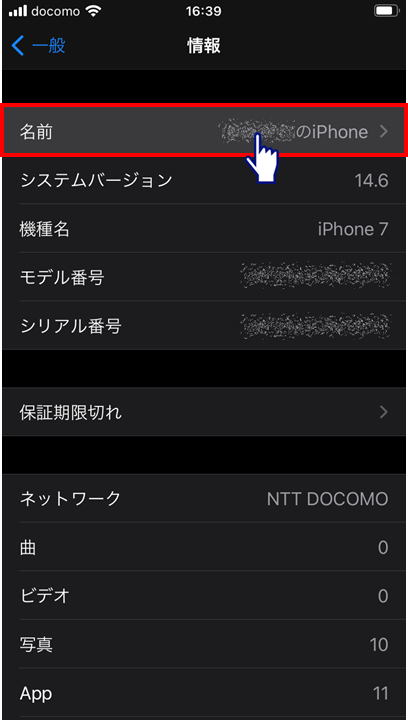 docomo 16:39
一般 情報
名前 のiPhone
システムバージョン 14.6
機種名 iPhone 7
モデル番号
シリアル番号
保証期限切れ
ネットワーク NTT DOCOMO
曲 0
ビデオ 0
写真 10
App 11